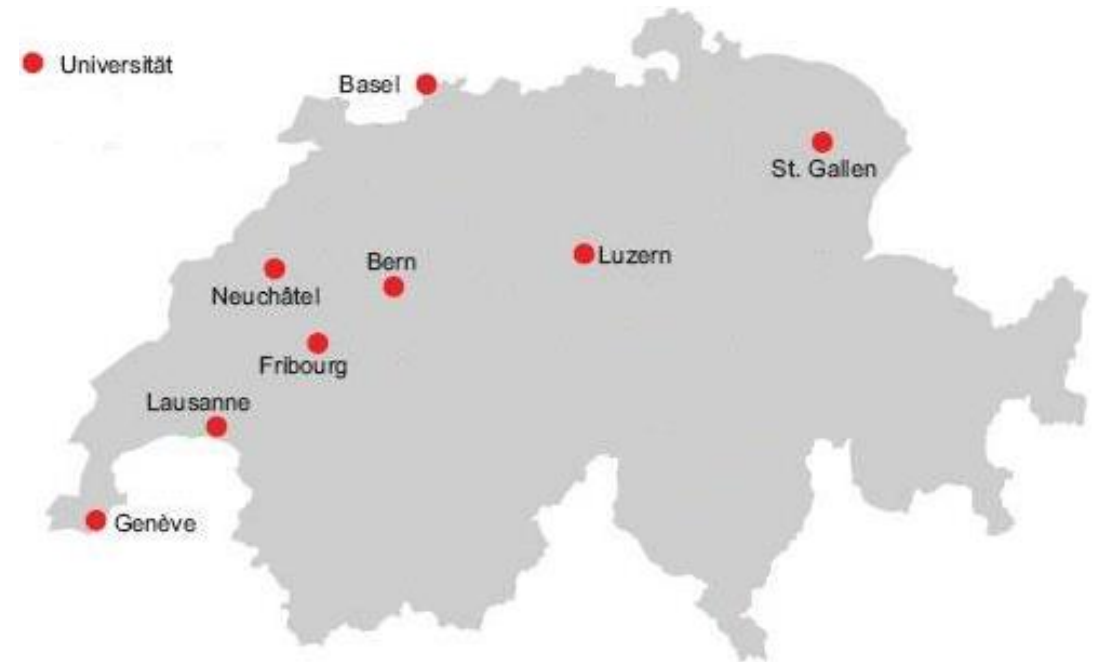 Universität
Basel
St. Gallen
Bern
Luzern
Neuchâtel
Fribourg
Lausanne
Genève